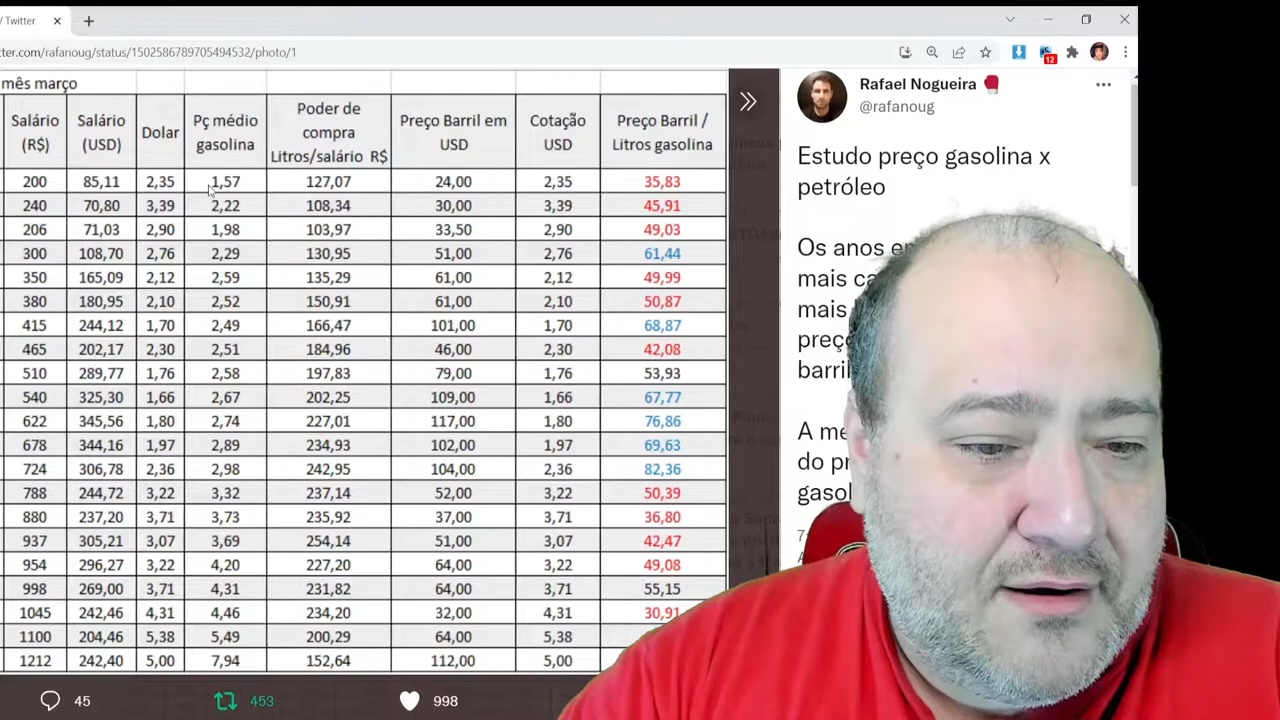 / Twitter
tter.com/rafanoug/status/1502586789705494532/photo/1
12
mês março
Salário (R$) Salário (USD) Dolar Pç médio gasolina Poder de compra Litros/salário R$ Preço Barril em USD Cotação USD Preço Barril / Litros gasolina
200 85,11 2,35 1,57 127,07 24,00 2,35 35,83
240 70,80 3,39 2,22 108,34 30,00 3,39 45,91
206 71,03 2,90 1,98 103,97 33,50 2,90 49,03
300 108,70 2,76 2,29 130,95 51,00 2,76 61,44
350 165,09 2,12 2,59 135,29 61,00 2,12 49,99
380 180,95 2,10 2,52 150,91 61,00 2,10 50,87
415 244,12 1,70 2,49 166,47 101,00 1,70 68,87
465 202,17 2,30 2,51 184,96 46,00 2,30 42,08
510 289,77 1,76 2,58 197,83 79,00 1,76 53,93
540 325,30 1,66 2,67 202,25 109,00 1,66 67,77
622 345,56 1,80 2,74 227,01 117,00 1,80 76,86
678 344,16 1,97 2,89 234,93 102,00 1,97 69,63
724 306,78 2,36 2,98 242,95 104,00 2,36 82,36
788 244,72 3,22 3,32 237,14 52,00 3,22 50,39
880 237,20 3,71 3,73 235,92 37,00 3,71 36,80
937 305,21 3,07 3,69 254,14 51,00 3,07 42,47
954 296,27 3,22 4,20 227,20 64,00 3,22 49,08
998 269,00 3,71 4,31 231,82 64,00 3,71 55,15
1045 242,46 4,31 4,46 234,20 32,00 4,31 30,91
1100 204,46 5,38 5,49 200,29 64,00 5,38
1212 242,40 5,00 7,94 152,64 112,00 5,00
45 453 998
Rafael Nogueira
@rafanoug
Estudo preço gasolina x
petróleo
Os anos
mais
mais
A